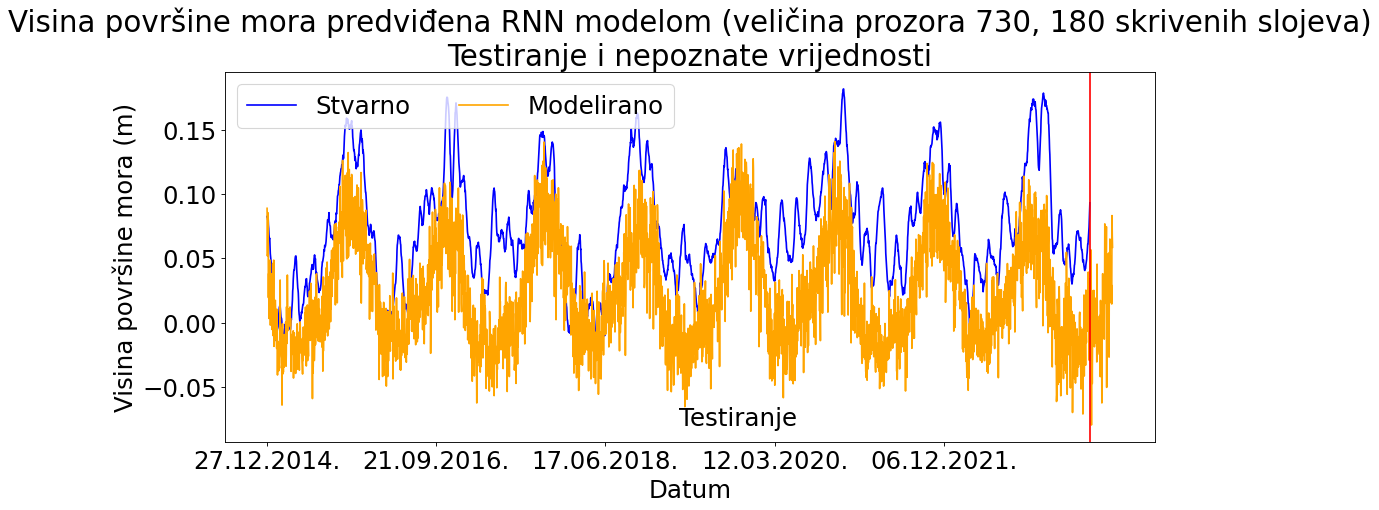 Visina površine mora predviđena RNN modelom (veličina prozora 730, 180 skrivenih slojeva)
Testiranje i nepoznate vrijednosti
Stvarno
Modelirano
Visina površine mora (m)
0.15
0.10
0.05
0.00
−0.05
Testiranje
27.12.2014.
21.09.2016.
17.06.2018.
12.03.2020.
06.12.2021.
Datum